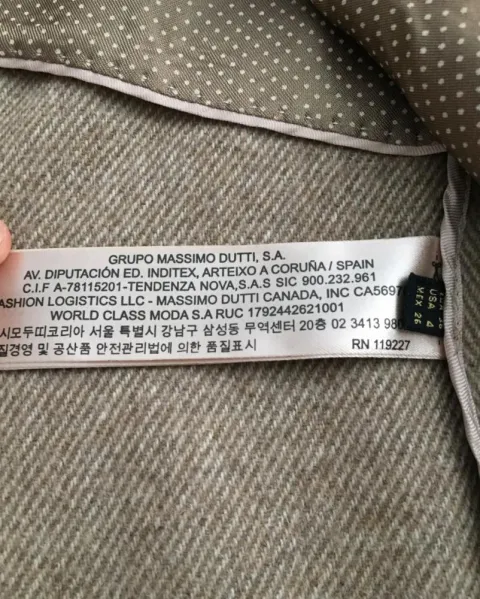 GRUPO MASSIMO DUTTI, S.A.
AV. DIPUTACIÓN ED. INDITEX, ARTEIXO A CORUÑA / SPAIN
C.I.F A-78115201-TENDENZA NOVA,S.A.S SIC 900.232.961
ASHION LOGISTICS LLC - MASSIMO DUTTI CANADA, INC CA5697
WORLD CLASS MODA S.A RUC 1792442621001
시모두띠코리아 서울 특별시 강남구 삼성동 무역센터 20층 02 3413 980
질경영 및 공산품 안전관리법에 의한 품질표시
RN 119227
USA 4
MEX 26